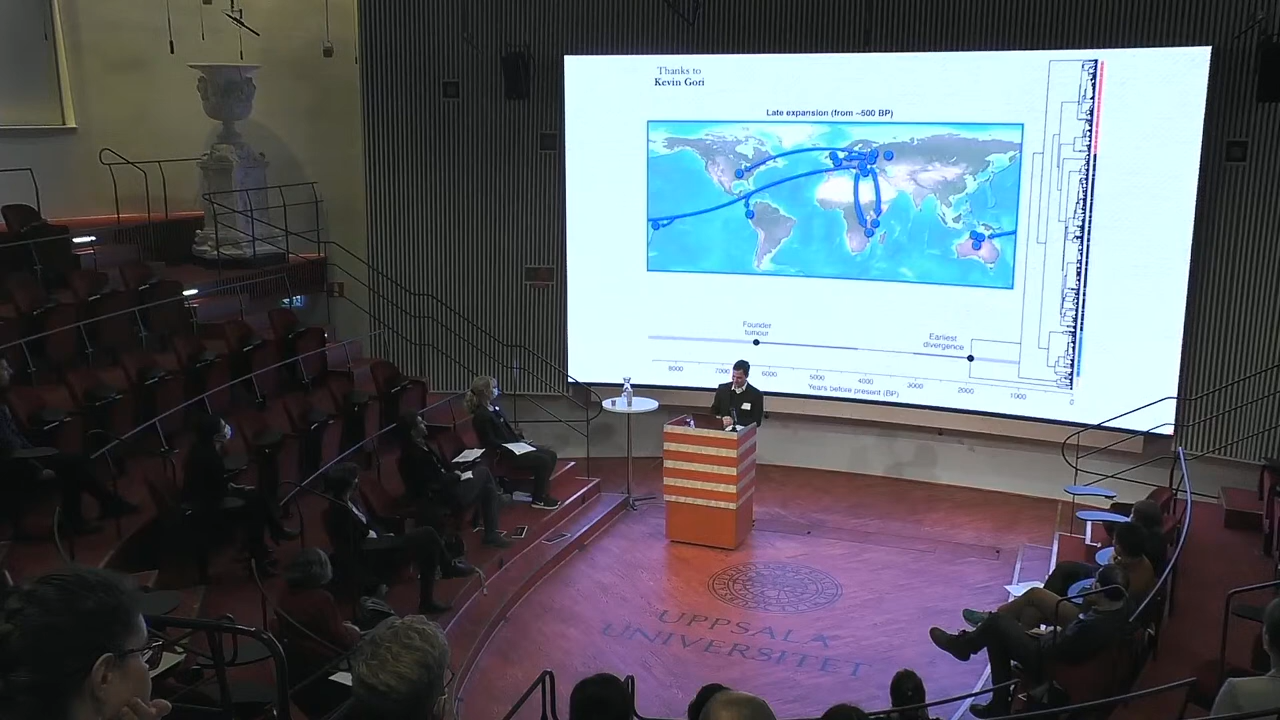 Thanks to
Kevin Gori
Late expansion (from ~500 BP)
Founder
tumour
Earliest
divergence
8000 7000 6000 5000 4000 3000 2000 1000 0
Years before present (BP)
UPPSALA
UNIVERSITET